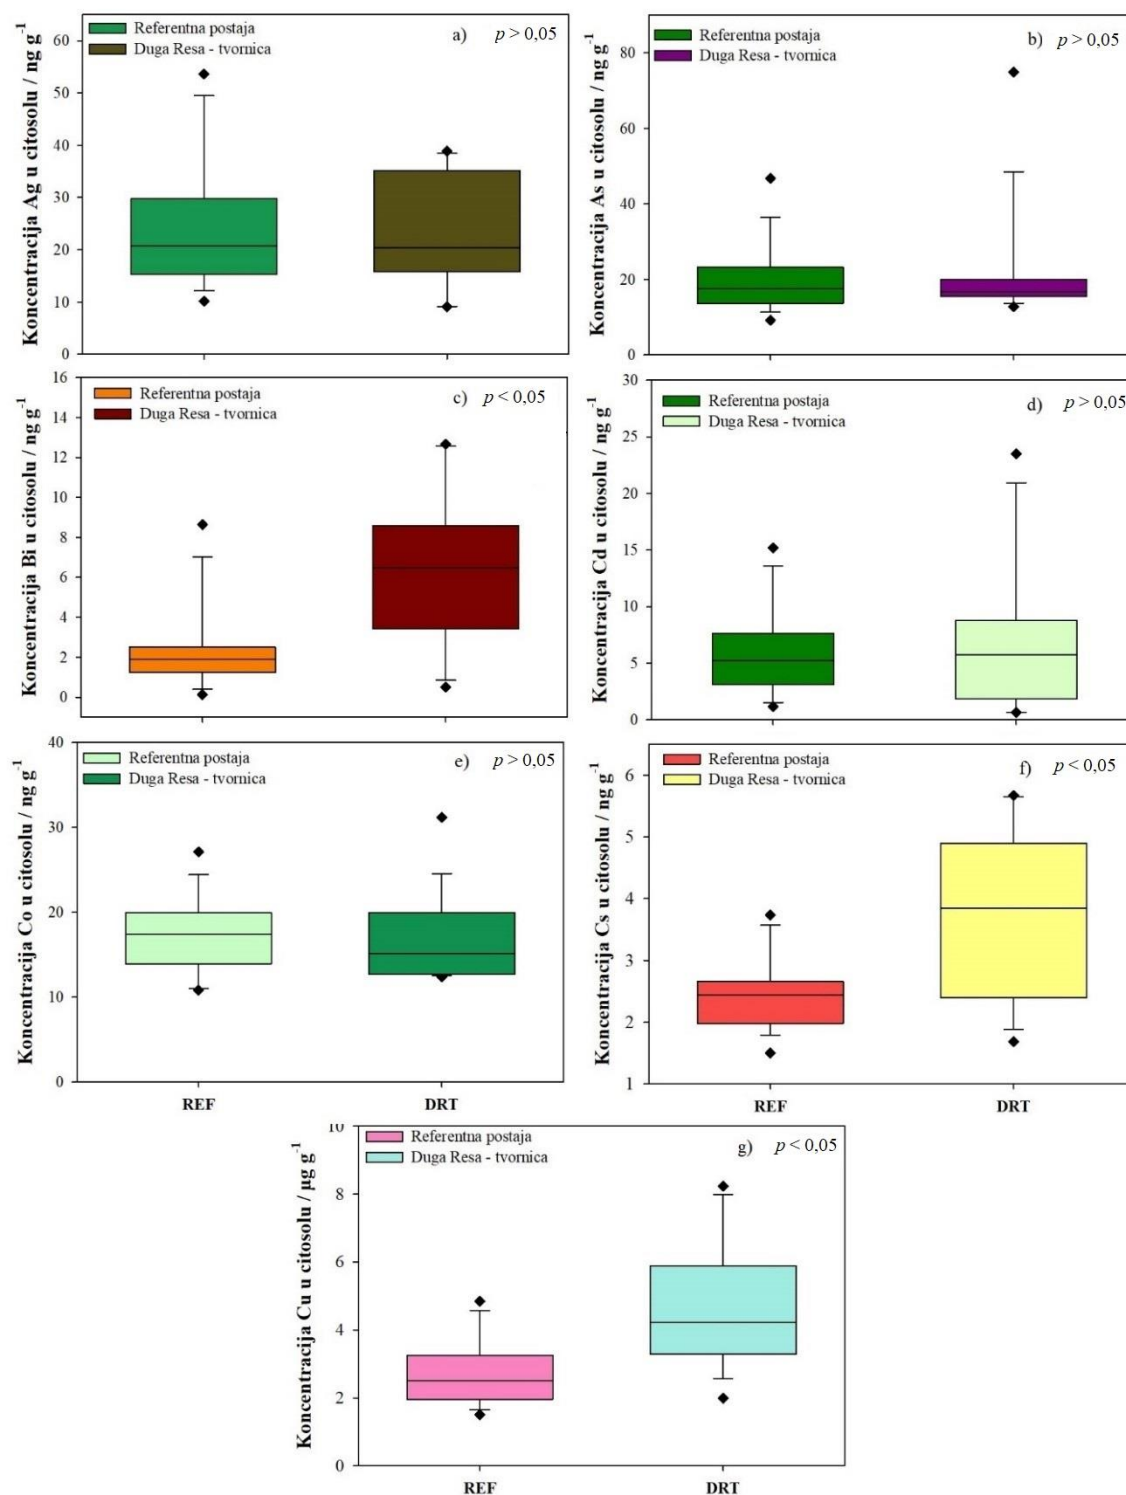 Koncentracija Ag u citosolu / ng g⁻¹
Referentna postaja
Duga Resa - tvornica
a) p > 0,05
60
50
40
30
20
10
0
Koncentracija As u citosolu / ng g⁻¹
Referentna postaja
Duga Resa - tvornica
b) p > 0,05
80
60
40
20
0
Koncentracija Bi u citosolu / ng g⁻¹
Referentna postaja
Duga Resa - tvornica
c) p < 0,05
16
14
12
10
8
6
4
2
0
Koncentracija Cd u citosolu / ng g⁻¹
Referentna postaja
Duga Resa - tvornica
d) p > 0,05
30
25
20
15
10
5
0
Koncentracija Co u citosolu / ng g⁻¹
Referentna postaja
Duga Resa - tvornica
e) p > 0,05
40
30
20
10
0
REF DRT
Koncentracija Cs u citosolu / ng g⁻¹
Referentna postaja
Duga Resa - tvornica
f) p < 0,05
6
5
4
3
2
1
REF DRT
Koncentracija Cu u citosolu / µg g⁻¹
Referentna postaja
Duga Resa - tvornica
g) p < 0,05
10
8
6
4
2
0
REF DRT